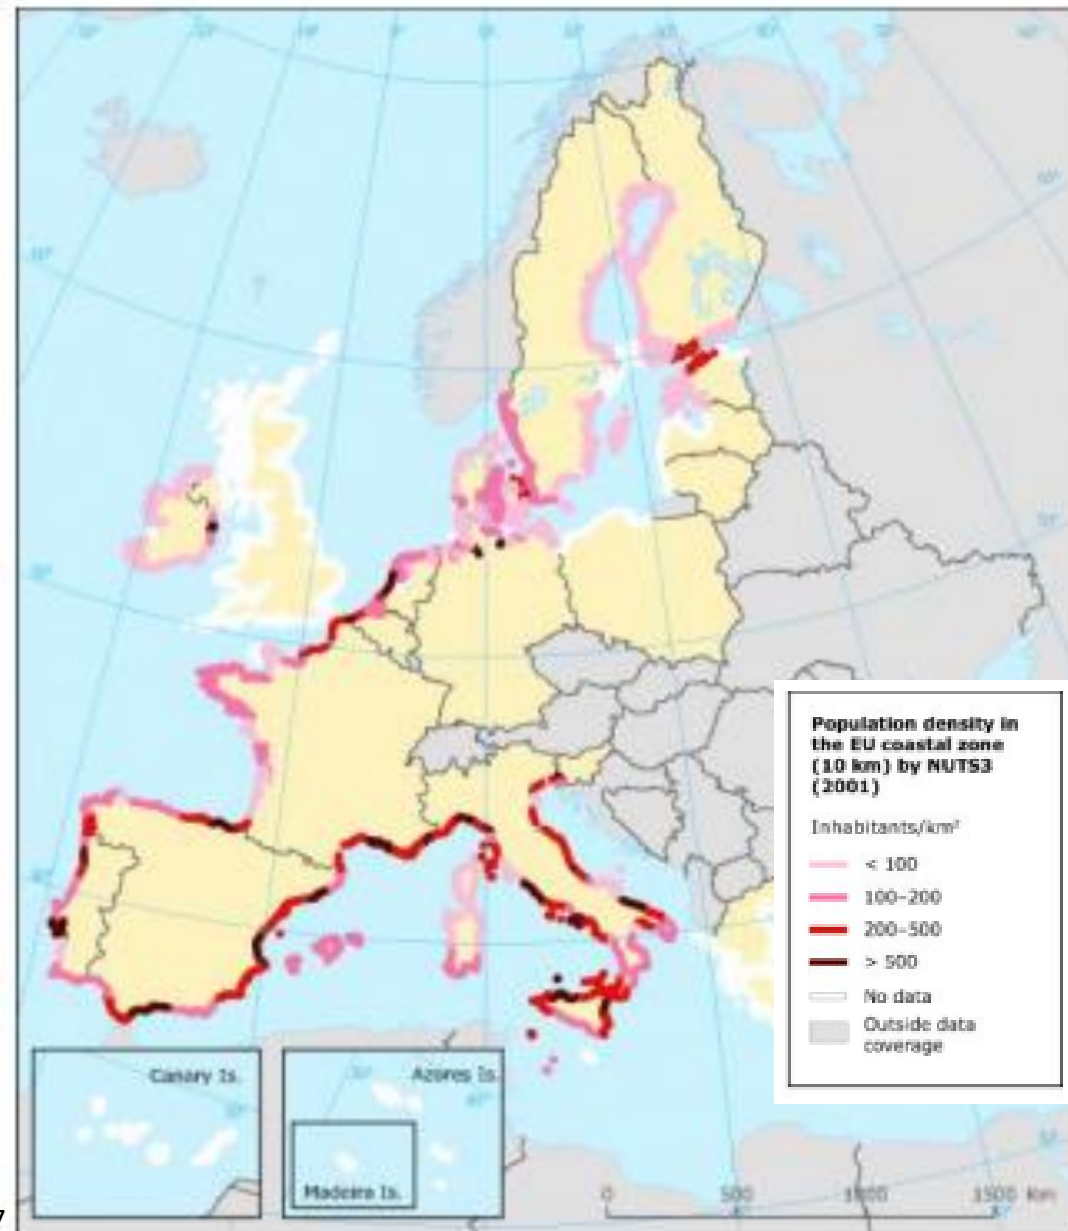 Population density in
the EU coastal zone
(10 km) by NUTS3
(2001)
Inhabitants/km²
< 100
100–200
200–500
> 500
No data
Outside data
coverage
Canary Is.
Azores Is.
Madeira Is.
0 500 1000 1500 Km
7